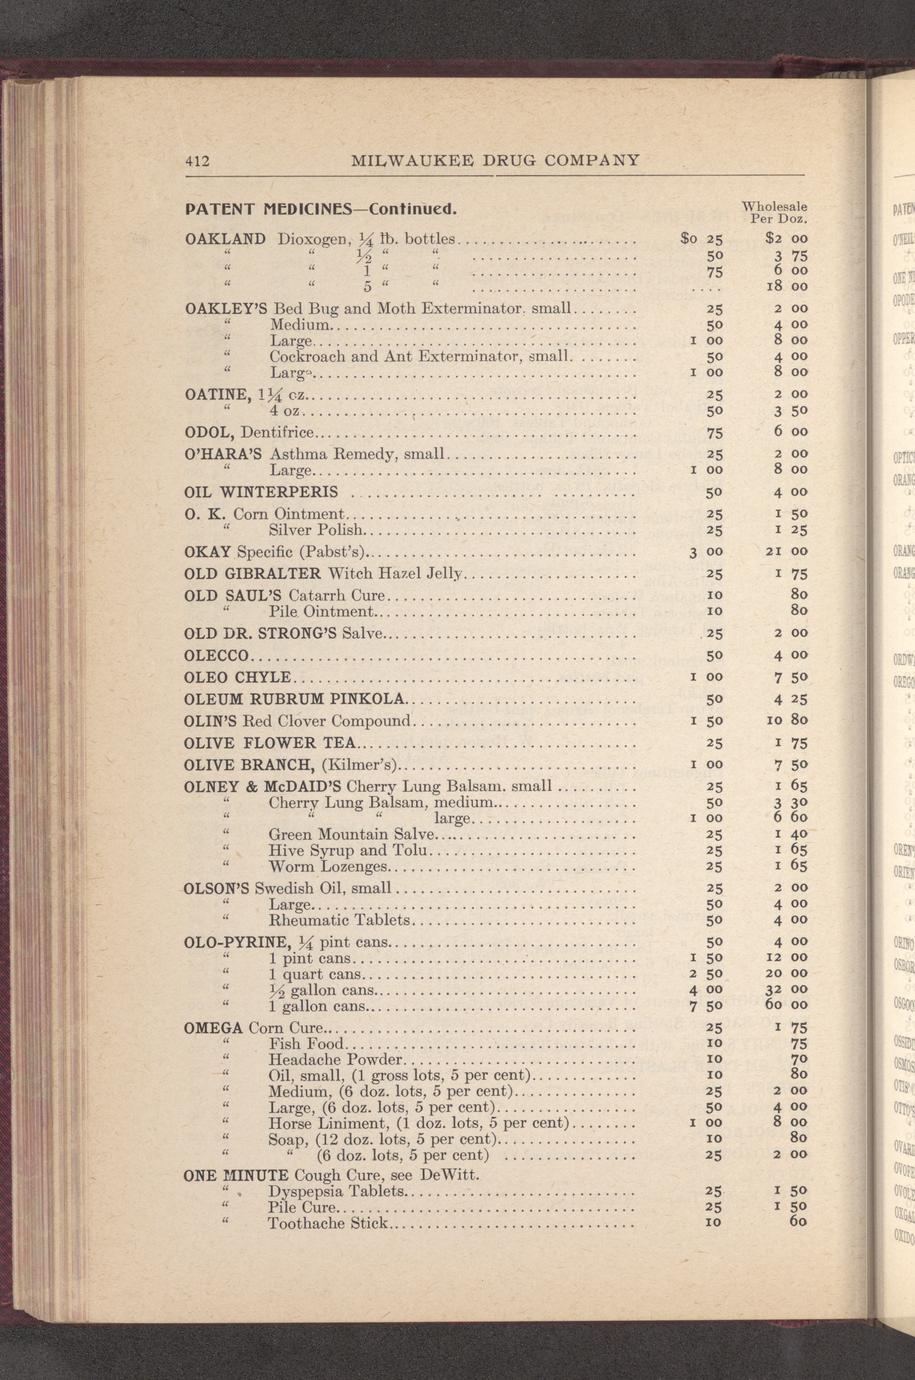 412 MILWAUKEE DRUG COMPANY
PATENT MEDICINES—Continued. Wholesale
Per Doz.
OAKLAND Dioxogen, ¼ lb. bottles........................ $0 25 $2 00
“ “ ½ “ “ .................... 50 3 75
“ “ 1 “ “ .................... 75 6 00
“ “ 5 “ “ .................... .... 18 00
OAKLEY'S Bed Bug and Moth Exterminator. small........ 25 2 00
“ Medium..................................... 50 4 00
“ Large....................................... 1 00 8 00
“ Cockroach and Ant Exterminator, small........ 50 4 00
“ Large....................................... 1 00 8 00
OATINE, 1¼ oz........................................ 25 2 00
“ 4 oz........................................ 50 3 50
ODOL, Dentifrice....................................... 75 6 00
O'HARA'S Asthma Remedy, small....................... 25 2 00
“ Large....................................... 1 00 8 00
OIL WINTERPERIS .................................. 50 4 00
O. K. Corn Ointment................................... 25 1 50
“ Silver Polish................................. 25 1 25
OKAY Specific (Pabst's)................................. 3 00 21 00
OLD GIBRALTER Witch Hazel Jelly..................... 25 1 75
OLD SAUL'S Catarrh Cure.............................. 10 80
“ Pile Ointment................................ 10 80
OLD DR. STRONG'S Salve.............................. 25 2 00
OLECCO............................................... 50 4 00
OLEO CHYLE.......................................... 1 00 7 50
OLEUM RUBRUM PINKOLA............................ 50 4 25
OLIN'S Red Clover Compound........................... 1 50 10 80
OLIVE FLOWER TEA.................................. 25 1 75
OLIVE BRANCH, (Kilmer's)............................. 1 00 7 50
OLNEY & McDAID'S Cherry Lung Balsam. small .......... 25 1 65
“ Cherry Lung Balsam, medium.................. 50 3 30
“ “ “ large.................... 1 00 6 60
“ Green Mountain Salve......................... 25 1 40
“ Hive Syrup and Tolu.......................... 25 1 65
“ Worm Lozenges............................... 25 1 65
OLSON'S Swedish Oil, small............................. 25 2 00
“ Large....................................... 50 4 00
“ Rheumatic Tablets............................ 50 4 00
OLO-PYRINE, ¼ pint cans............................... 50 4 00
“ 1 pint cans................................... 1 50 12 00
“ 1 quart cans.................................. 2 50 20 00
“ ½ gallon cans................................ 4 00 32 00
“ 1 gallon cans................................. 7 50 60 00
OMEGA Corn Cure...................................... 25 1 75
“ Fish Food.................................... 10 75
“ Headache Powder............................. 10 70
“ Oil, small, (1 gross lots, 5 per cent)............. 10 80
“ Medium, (6 doz. lots, 5 per cent)............... 25 2 00
“ Large, (6 doz. lots, 5 per cent)................. 50 4 00
“ Horse Liniment, (1 doz. lots, 5 per cent)........ 1 00 8 00
“ Soap, (12 doz. lots, 5 per cent)................. 10 80
“ “ (6 doz. lots, 5 per cent) ................ 25 2 00
ONE MINUTE Cough Cure, see DeWitt.
“ Dyspepsia Tablets............................ 25 1 50
“ Pile Cure.................................... 25 1 50
“ Toothache Stick.............................. 10 60